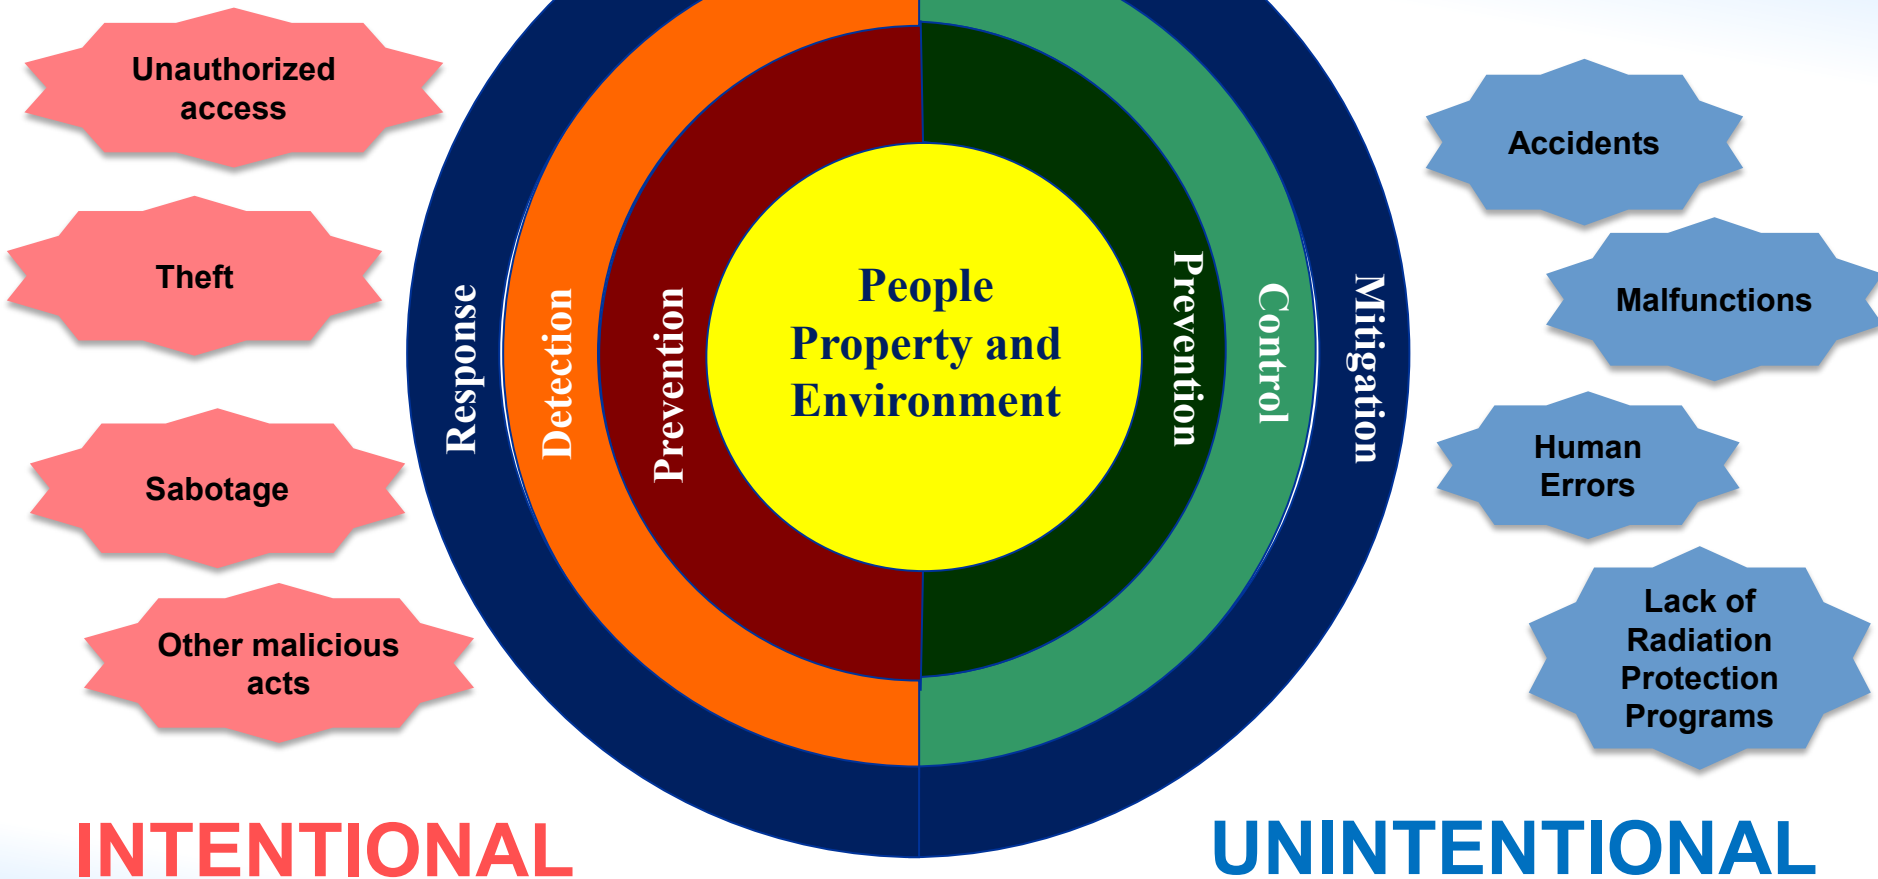 Unauthorized
access
Theft
Sabotage
Other malicious
acts
INTENTIONAL
Response
Detection
Prevention
People
Property and
Environment
Prevention
Control
Mitigation
Accidents
Malfunctions
Human
Errors
Lack of
Radiation
Protection
Programs
UNINTENTIONAL